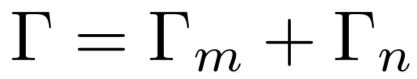 Γ = Γ_m + Γ_n